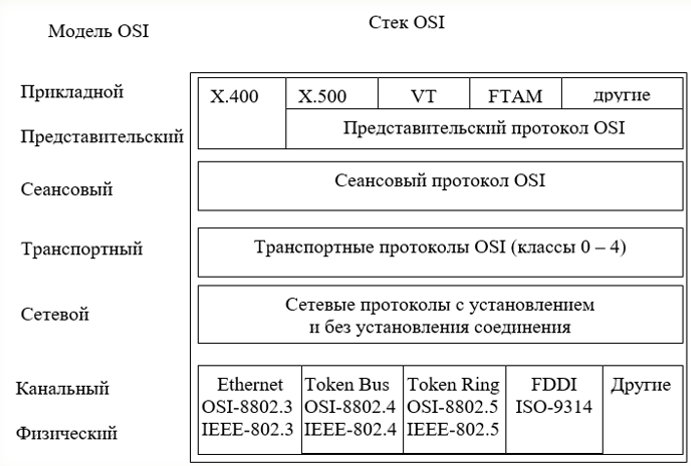 Модель OSI
Стек OSI
Прикладной
X.400
X.500
VT
FTAM
другие
Представительский
Представительский протокол OSI
Сеансовый
Сеансовый протокол OSI
Транспортный
Транспортные протоколы OSI (классы 0 – 4)
Сетевой
Сетевые протоколы с установлением
и без установления соединения
Канальный
Физический
Ethernet
OSI-8802.3
IEEE-802.3
Token Bus
OSI-8802.4
IEEE-802.4
Token Ring
OSI-8802.5
IEEE-802.5
FDDI
ISO-9314
Другие